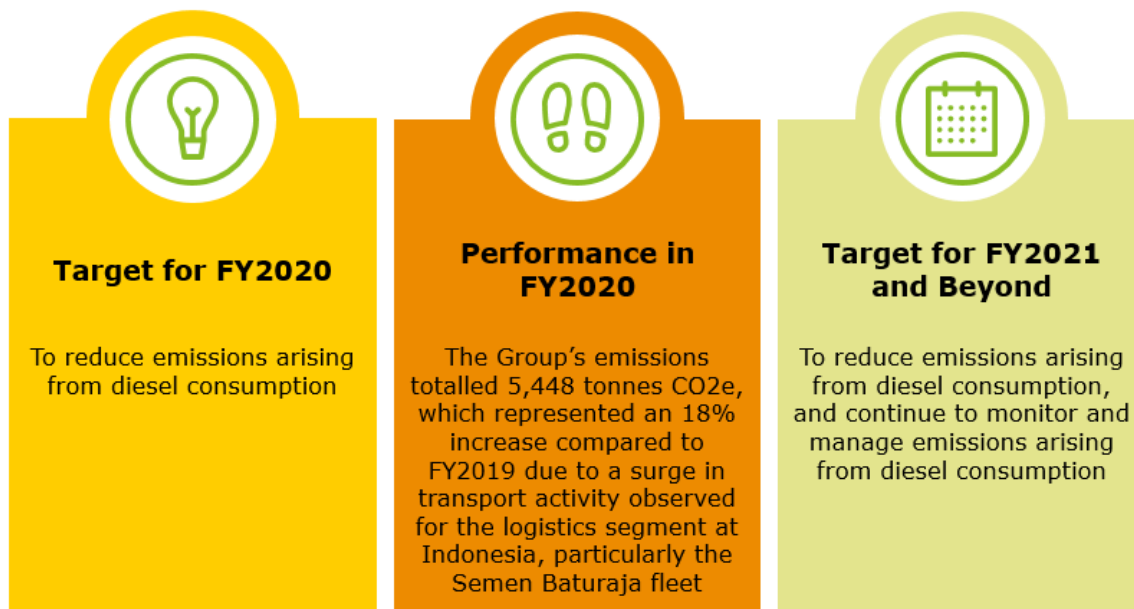 Target for FY2020
To reduce emissions arising
from diesel consumption
Performance in
FY2020
The Group’s emissions
totalled 5,448 tonnes CO2e,
which represented an 18%
increase compared to
FY2019 due to a surge in
transport activity observed
for the logistics segment at
Indonesia, particularly the
Semen Baturaja fleet
Target for FY2021
and Beyond
To reduce emissions arising
from diesel consumption,
and continue to monitor and
manage emissions arising
from diesel consumption